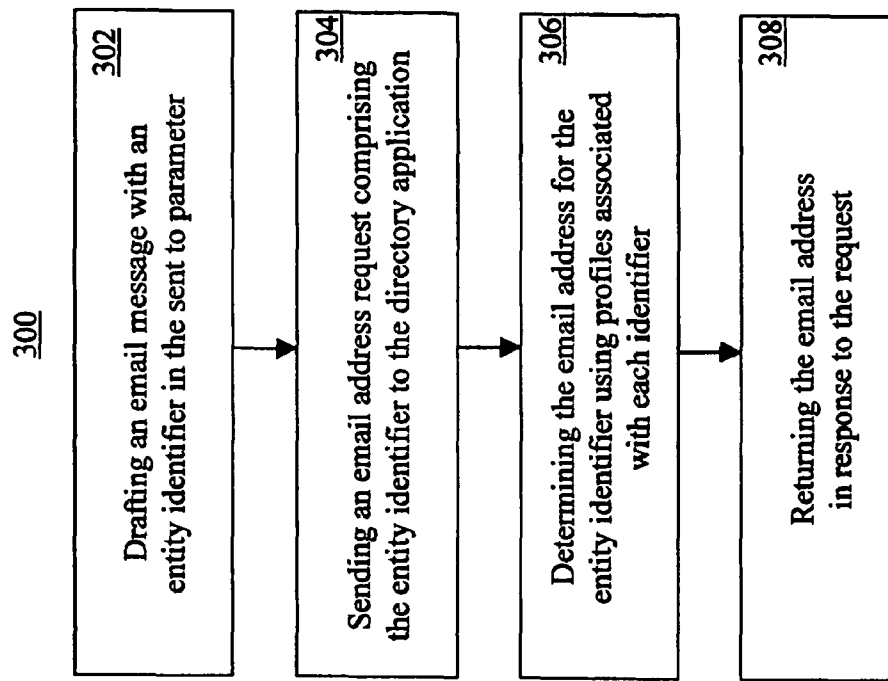 300
302
Drafting an email message with an
entity identifier in the sent to parameter
304
Sending an email address request comprising
the entity identifier to the directory application
306
Determining the email address for the
entity identifier using profiles associated
with each identifier
308
Returning the email address
in response to the request